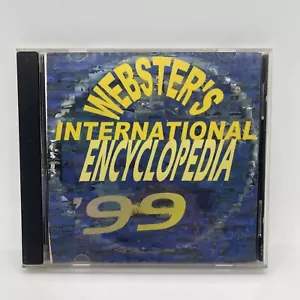 WEBSTER'S
INTERNATIONAL
ENCYCLOPEDIA
'99